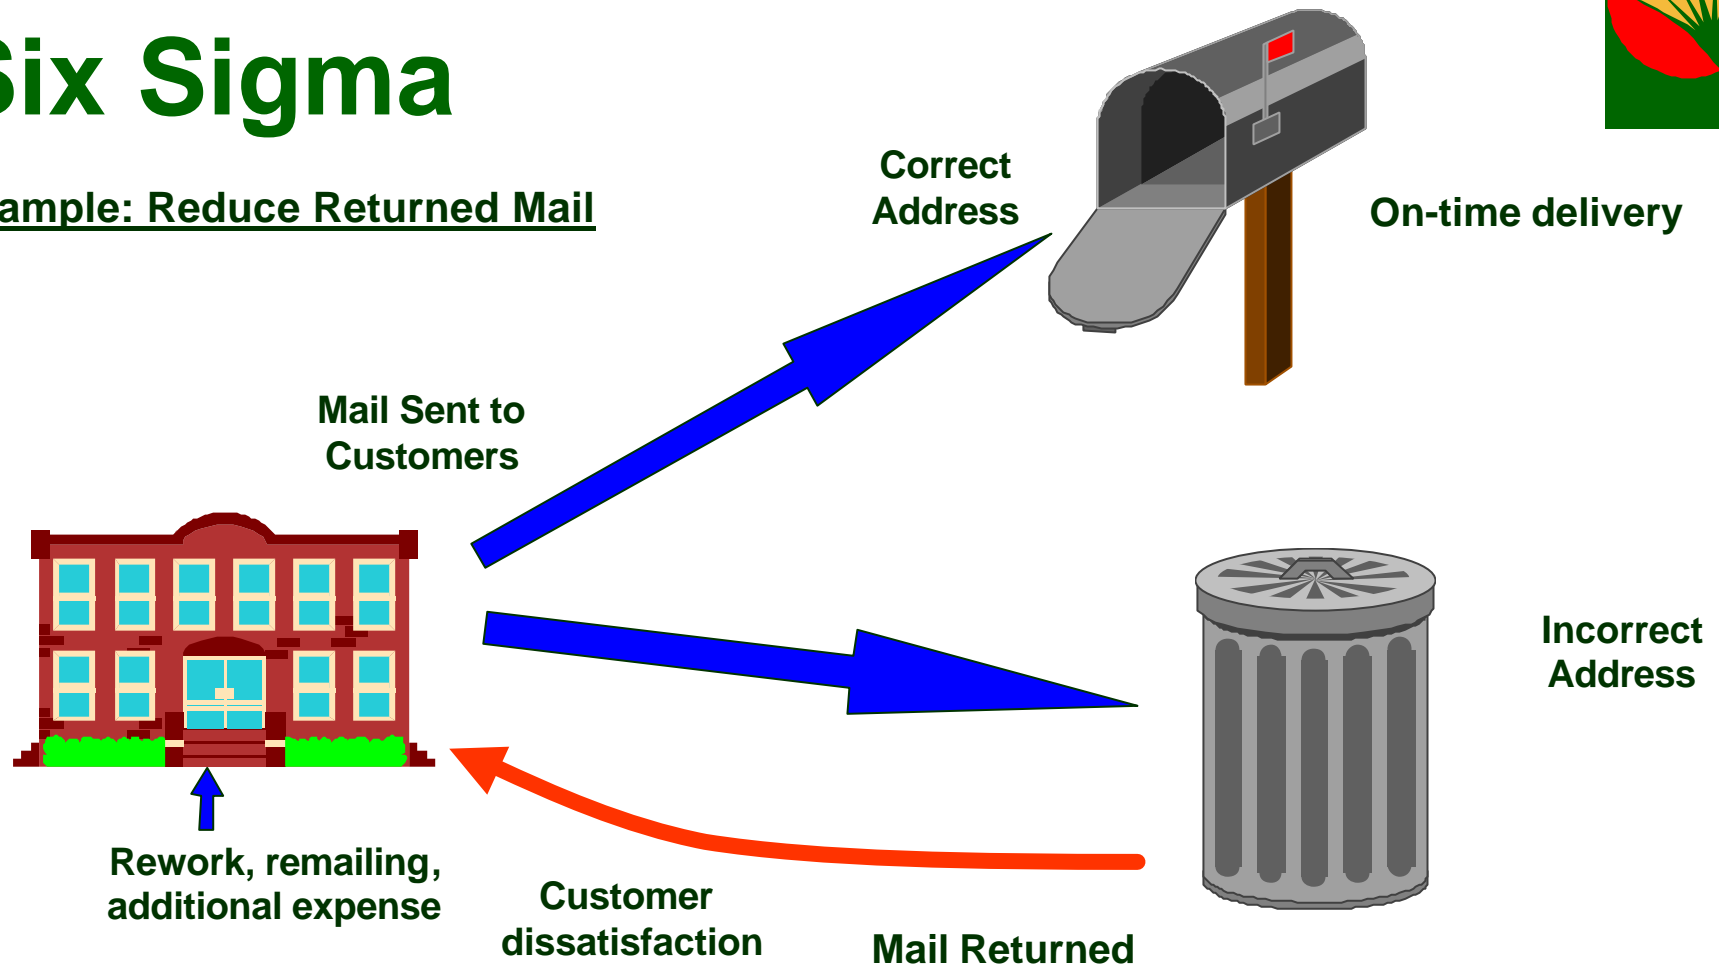 Six Sigma
ample: Reduce Returned Mail
Correct
Address
On-time delivery
Mail Sent to
Customers
Incorrect
Address
Rework, remailing,
additional expense
Customer
dissatisfaction
Mail Returned